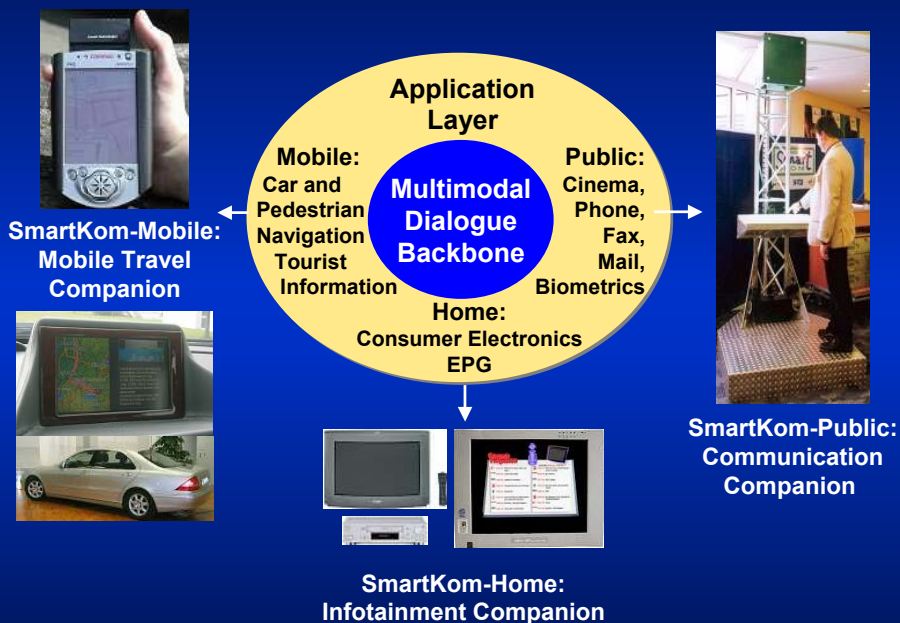 Application
Layer
Mobile:
Car and
Pedestrian
Navigation
Tourist
Information
Multimodal
Dialogue
Backbone
Public:
Cinema,
Phone,
Fax,
Mail,
Biometrics
Home:
Consumer Electronics
EPG
SmartKom-Mobile:
Mobile Travel
Companion
SmartKom-Public:
Communication
Companion
SmartKom-Home:
Infotainment Companion